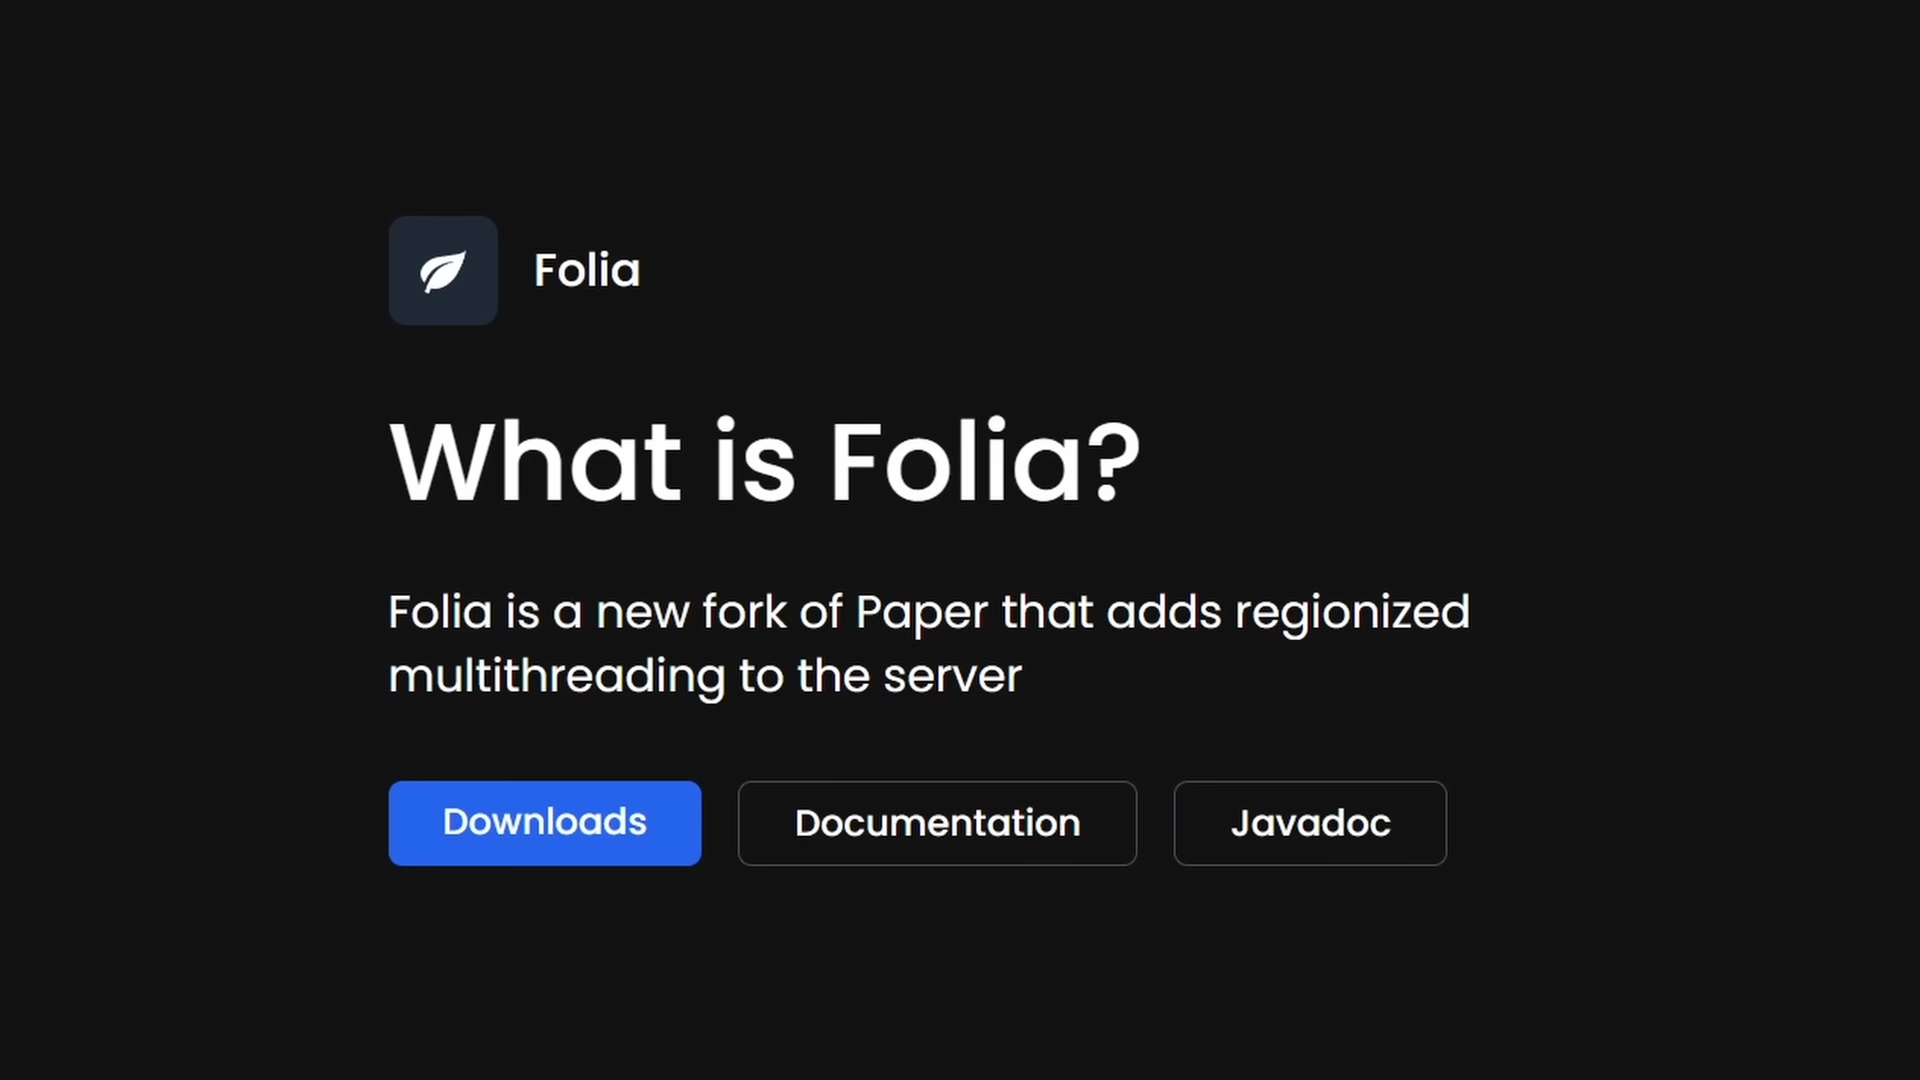 Folia
What is Folia?
Folia is a new fork of Paper that adds regionized
multithreading to the server
Downloads
Documentation
Javadoc